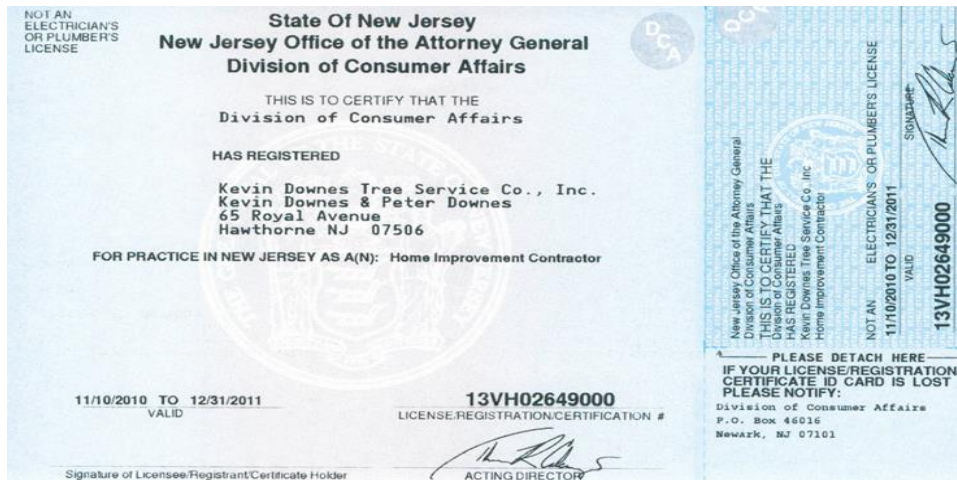 NOT AN
ELECTRICIAN'S
OR PLUMBER'S
LICENSE
State Of New Jersey
New Jersey Office of the Attorney General
Division of Consumer Affairs
THIS IS TO CERTIFY THAT THE
Division of Consumer Affairs
HAS REGISTERED
Kevin Downes Tree Service Co., Inc.
Kevin Downes & Peter Downes
65 Royal Avenue
Hawthorne NJ 07506
FOR PRACTICE IN NEW JERSEY AS A(N): Home Improvement Contractor
11/10/2010 TO 12/31/2011
VALID
13VH02649000
LICENSE/REGISTRATION/CERTIFICATION #
Signature of Licensee/Registrant/Certificate Holder
ACTING DIRECTOR
DCA
DCA
New Jersey Office of the Attorney General
Division of Consumer Affairs
THIS IS TO CERTIFY THAT THE
Division of Consumer Affairs
HAS REGISTERED
Kevin Downes Tree Service Co., Inc
Home Improvement Contractor
NOT AN ELECTRICIAN'S OR PLUMBER'S LICENSE
11/10/2010 TO 12/31/2011
VALID
SIGNATURE
13VH02649000
PLEASE DETACH HERE
IF YOUR LICENSE/REGISTRATION
CERTIFICATE ID CARD IS LOST
PLEASE NOTIFY:
Division of Consumer Affairs
P.O. Box 46016
Newark, NJ 07101